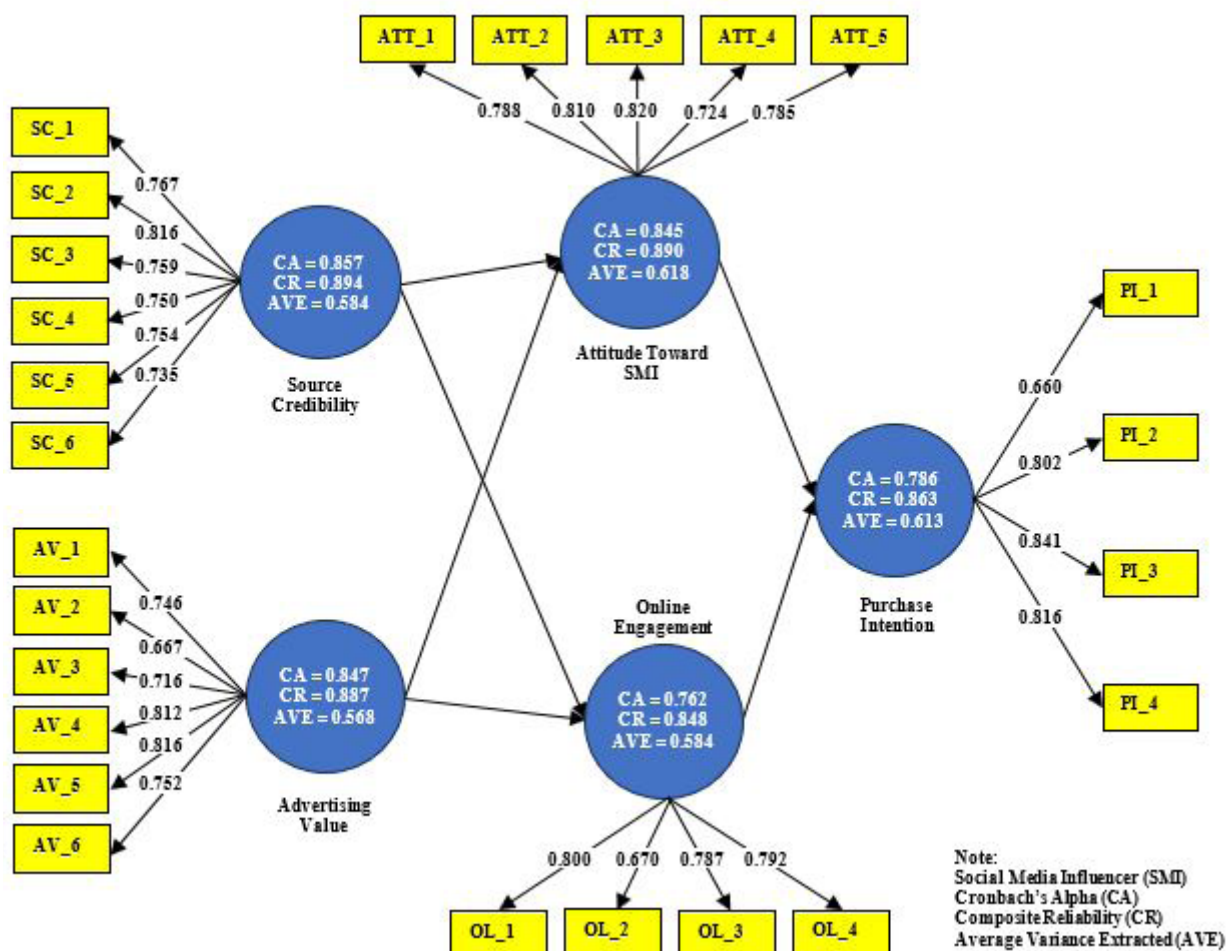 ATT_1
ATT_2
ATT_3
ATT_4
ATT_5
0.788
0.810
0.820
0.724
0.785
SC_1
SC_2
SC_3
SC_4
SC_5
SC_6
0.767
0.816
0.759
0.750
0.754
0.735
CA = 0.857
CR = 0.894
AVE = 0.584
Source
Credibility
CA = 0.845
CR = 0.890
AVE = 0.618
Attitude Toward
SMI
AV_1
AV_2
AV_3
AV_4
AV_5
AV_6
0.746
0.667
0.716
0.812
0.816
0.752
CA = 0.847
CR = 0.887
AVE = 0.568
Advertising
Value
Online
Engagement
CA = 0.762
CR = 0.848
AVE = 0.584
0.800
0.670
0.787
0.792
OL_1
OL_2
OL_3
OL_4
CA = 0.786
CR = 0.863
AVE = 0.613
Purchase
Intention
0.660
0.802
0.841
0.816
PI_1
PI_2
PI_3
PI_4
Note:
Social Media Influencer (SMI)
Cronbach's Alpha (CA)
Composite Reliability (CR)
Average Variance Extracted (AVE)